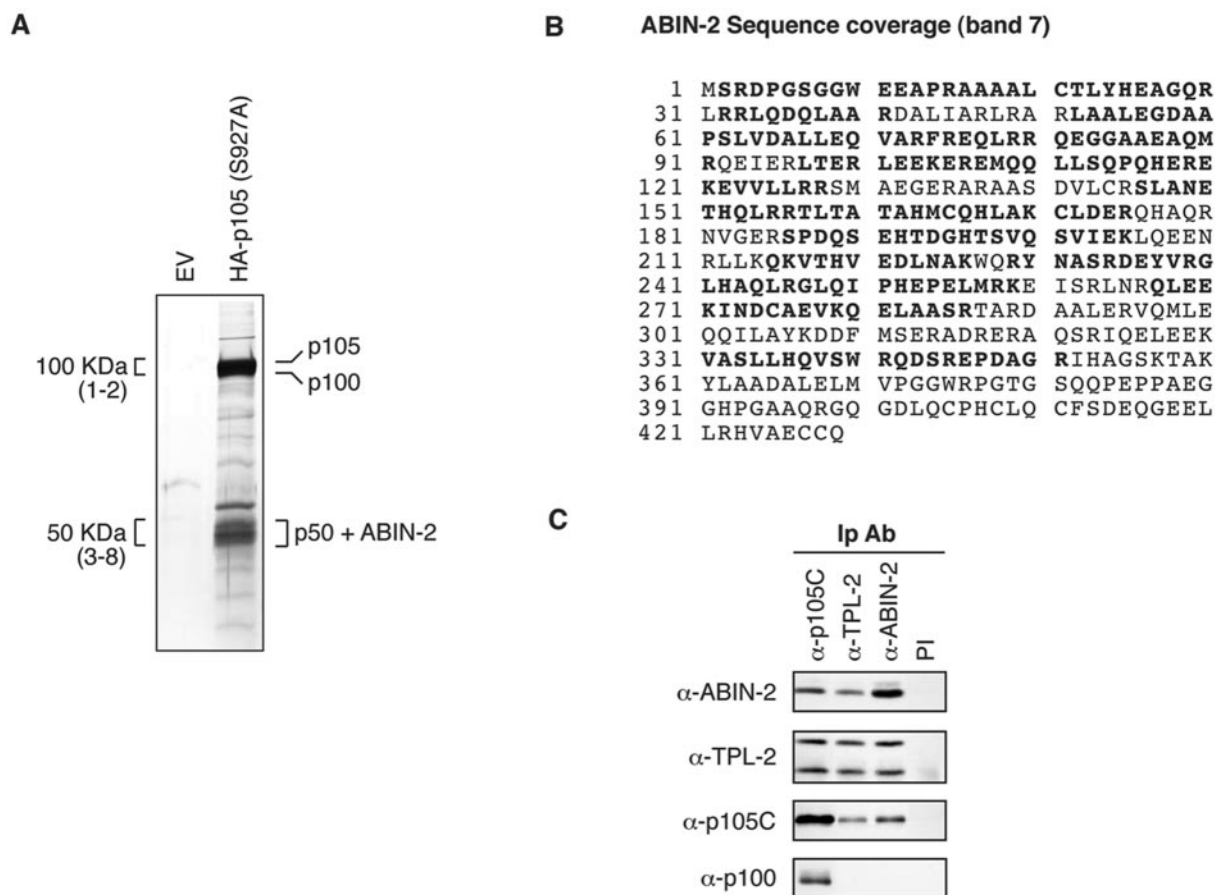 A
EV
HA-p105 (S927A)
100 KDa
(1-2)
p105
p100
50 KDa
(3-8)
p50 + ABIN-2
B
ABIN-2 Sequence coverage (band 7)
1 MSRDPGSGGW EEAPRAAAAL CTLYHEAGQR
31 LRRLQDQLAA RDALIARLRA RLAALEGDAA
61 PSLVDALLEQ VARFREQLRR QEGGAAEAQM
91 RQEIERLTER LEEKEREMQQ LLSQPQHERE
121 KEVVLLRRSM AEGERARAAS DVLCRSLANE
151 THQLRRTLTA TAHMCQHLAK CLDERQHAQR
181 NVGERSPDQS EHTDGHTSVQ SVIEKLQEEN
211 RLLKQKVTHV EDLNAKWQRY NASRDEYVRG
241 LHAQLRGLQI PHEPELMRKE ISRLNRQLEE
271 KINDCAEVKQ ELAASRTARD AALERVQMLE
301 QQILAYKDDF MSERADRERA QSRIQELEEK
331 VASLLHQVSW RQDSREPDAG RIHAGSKTAK
361 YLAADALELM VPGGWRPGTG SQQPEPPAEG
391 GHPGAAQRGQ GDLQCPHCLQ CFSDEQGEEL
421 LRHVAECCQ
C
Ip Ab
α-p105C
α-TPL-2
α-ABIN-2
PI
α-ABIN-2
α-TPL-2
α-p105C
α-p100